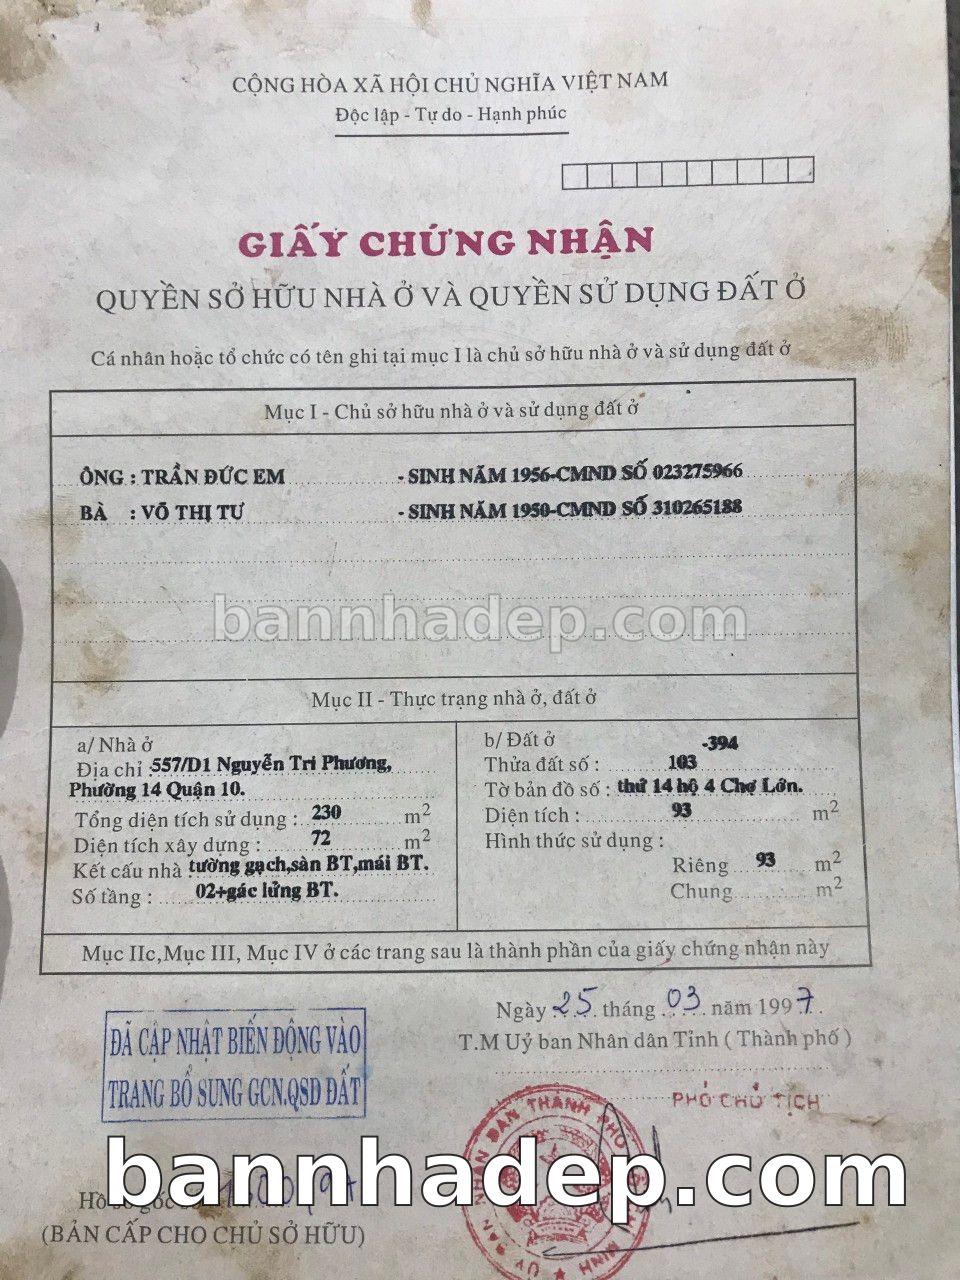 CỘNG HÒA XÃ HỘI CHỦ NGHĨA VIỆT NAM
Độc lập - Tự do - Hạnh phúc
GIẤY CHỨNG NHẬN
QUYỀN SỞ HỮU NHÀ Ở VÀ QUYỀN SỬ DỤNG ĐẤT Ở
Cá nhân hoặc tổ chức có tên ghi tại mục I là chủ sở hữu nhà ở và sử dụng đất ở
Mục I - Chủ sở hữu nhà ở và sử dụng đất ở
ÔNG : TRẦN ĐỨC EM - SINH NĂM 1956-CMND SỐ 023275966
BÀ : VÕ THỊ TƯ - SINH NĂM 1950-CMND SỐ 310265188
bannhadep.com
Mục II - Thực trạng nhà ở, đất ở
a/ Nhà ở
Địa chỉ : 557/D1 Nguyễn Tri Phương,
Phường 14 Quận 10.
Tổng diện tích sử dụng : 230 m2
Diện tích xây dựng : 72 m2
Kết cấu nhà : tường gạch,sàn BT,mái BT.
Số tầng : 02+gác lửng BT.
b/ Đất ở -394
Thửa đất số : 103
Tờ bản đồ số : thứ 14 hộ 4 Chợ Lớn.
Diện tích : 93 m2
Hình thức sử dụng :
Riêng 93 m2
Chung m2
Mục IIc,Mục III, Mục IV ở các trang sau là thành phần của giấy chứng nhận này
Ngày 25 tháng 03 năm 1997
T.M Uỷ ban Nhân dân Tỉnh ( Thành phố )
PHÓ CHỦ TỊCH
ĐÃ CẬP NHẬT BIẾN ĐỘNG VÀO
TRANG BỔ SUNG GCN.QSD ĐẤT
bannhadep.com
Hồ sơ gốc
(BẢN CẤP CHO CHỦ SỞ HỮU)